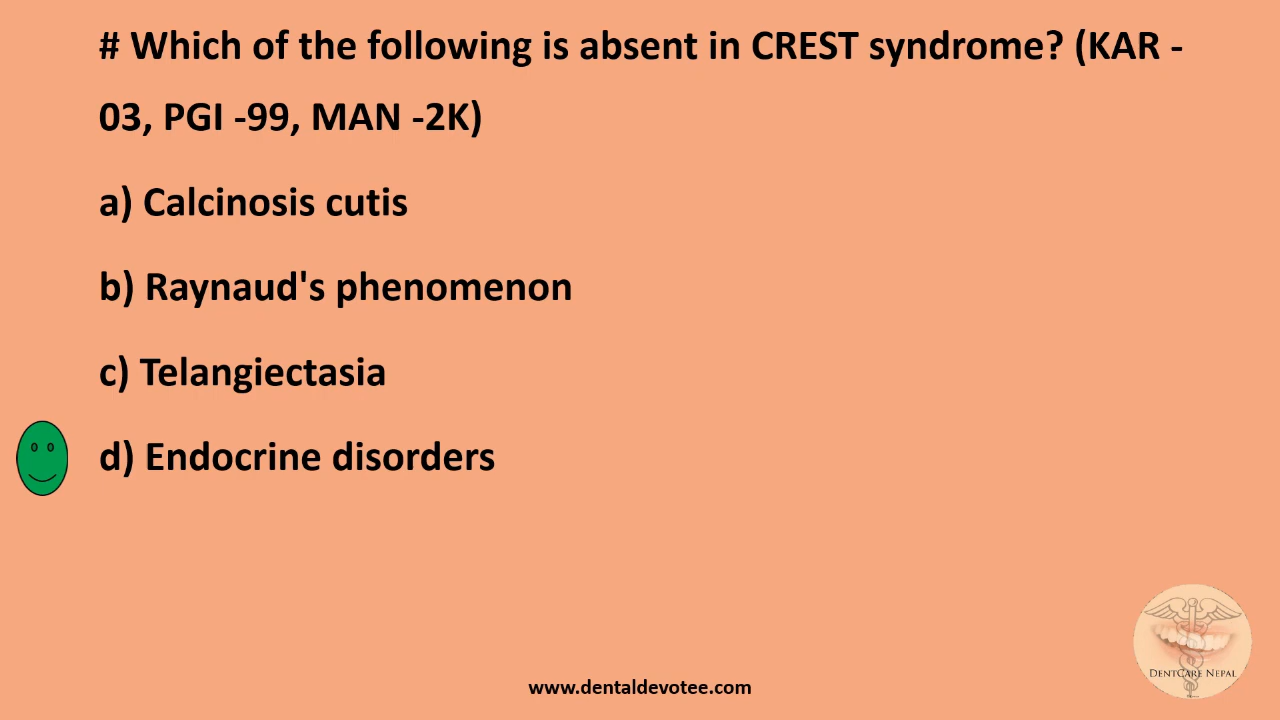 # Which of the following is absent in CREST syndrome? (KAR -
03, PGI -99, MAN -2K)
a) Calcinosis cutis
b) Raynaud's phenomenon
c) Telangiectasia
d) Endocrine disorders
DENTCARE NEPAL
www.dentaldevotee.com